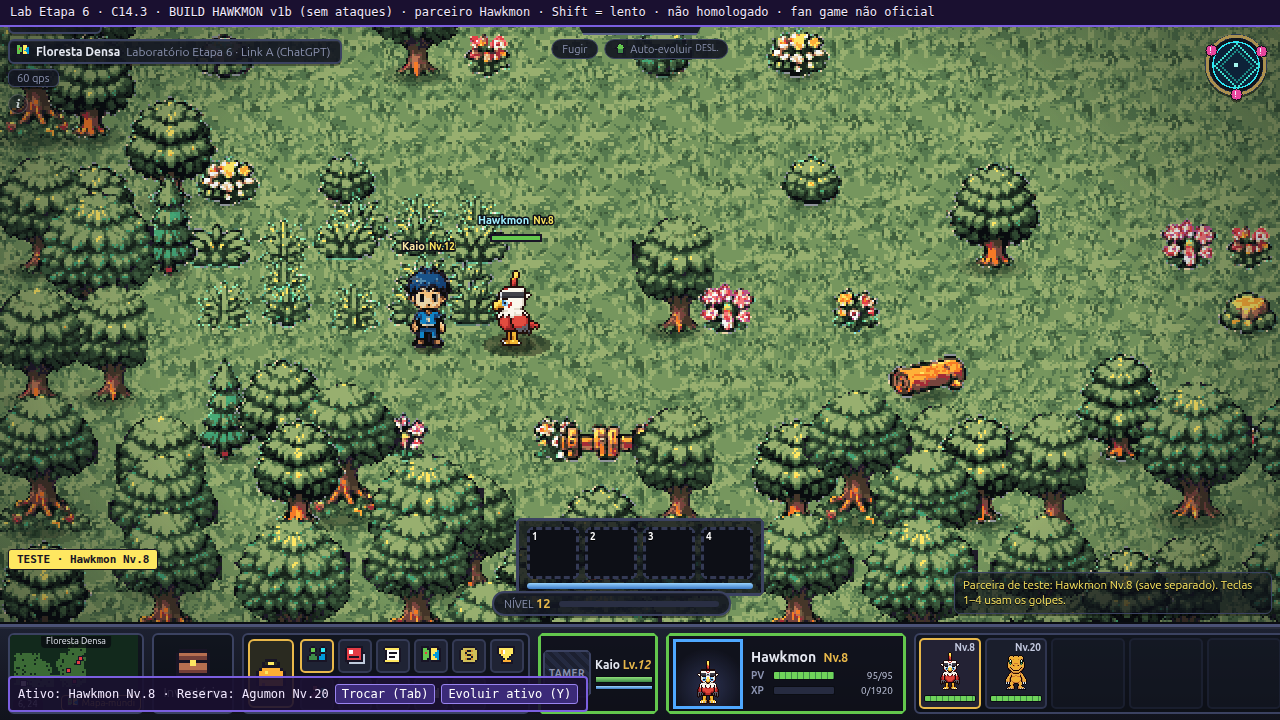 Lab Etapa 6 · C14.3 · BUILD HAWKMON v1b (sem ataques) · parceiro Hawkmon · Shift = lento · não homologado · fan game não oficial
Floresta Densa Laboratório Etapa 6 · Link A (ChatGPT)
Fugir
Auto-evoluir DESL.
60 qps
i
Hawkmon Nv.8
Kaio Nv.12
TESTE · Hawkmon Nv.8
1 2 3 4
NÍVEL 12
Parceira de teste: Hawkmon Nv.8 (save separado). Teclas
1–4 usam os golpes.
Floresta Densa
TAMER
Kaio Lv.12
Hawkmon Nv.8
PV 95/95
XP 0/1920
Nv.8
Nv.20
Ativo: Hawkmon Nv.8 · Reserva: Agumon Nv.20 Trocar (Tab) Evoluir ativo (Y)